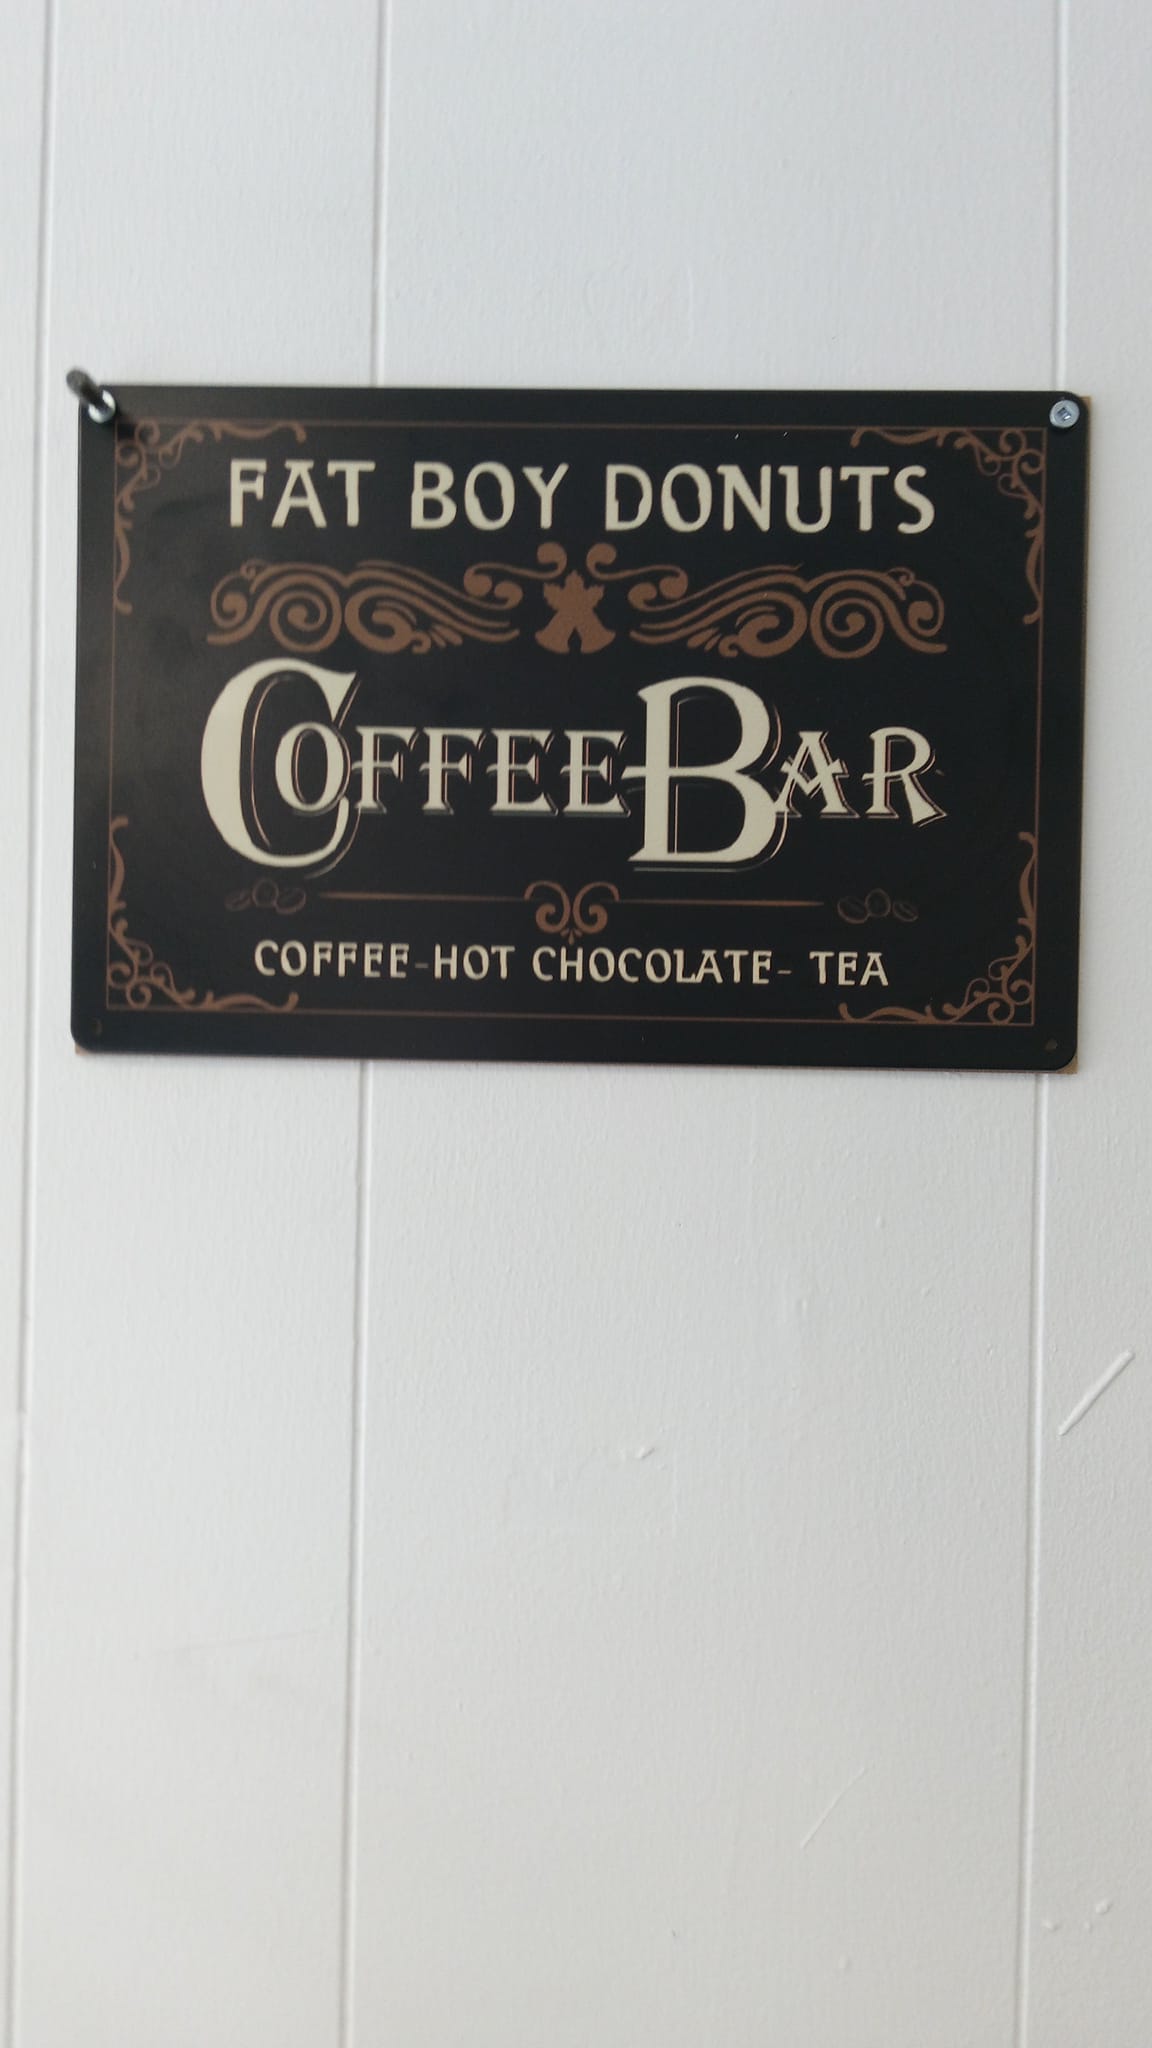 FAT BOY DONUTS
COFFEE BAR
COFFEE-HOT CHOCOLATE- TEA